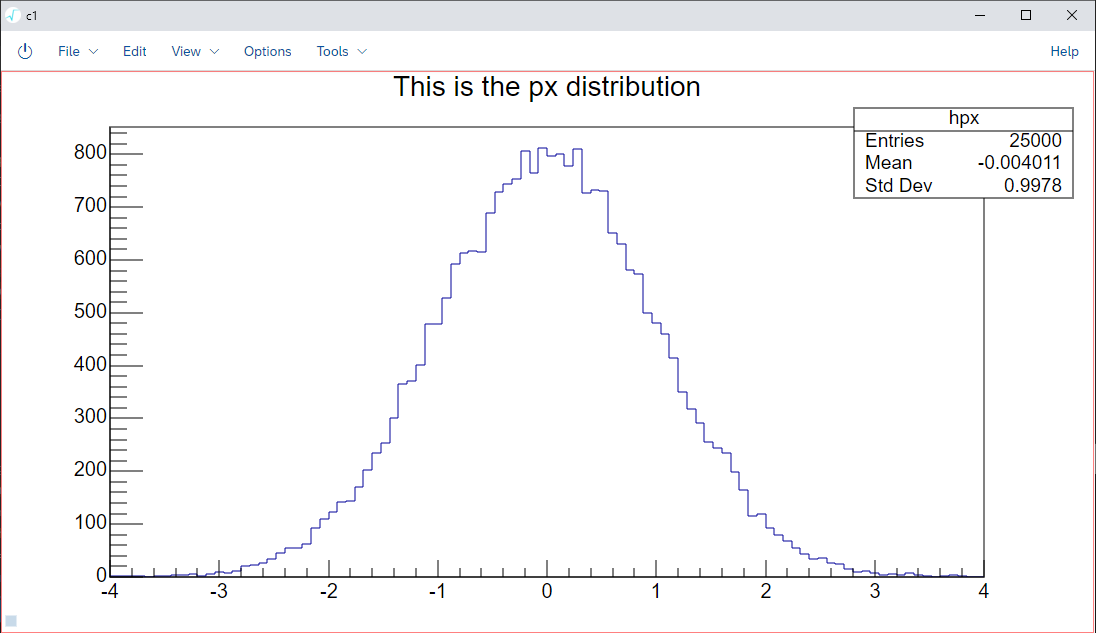 c1
File Edit View Options Tools Help
This is the px distribution
hpx
Entries 25000
Mean -0.004011
Std Dev 0.9978
800
700
600
500
400
300
200
100
0
-4 -3 -2 -1 0 1 2 3 4